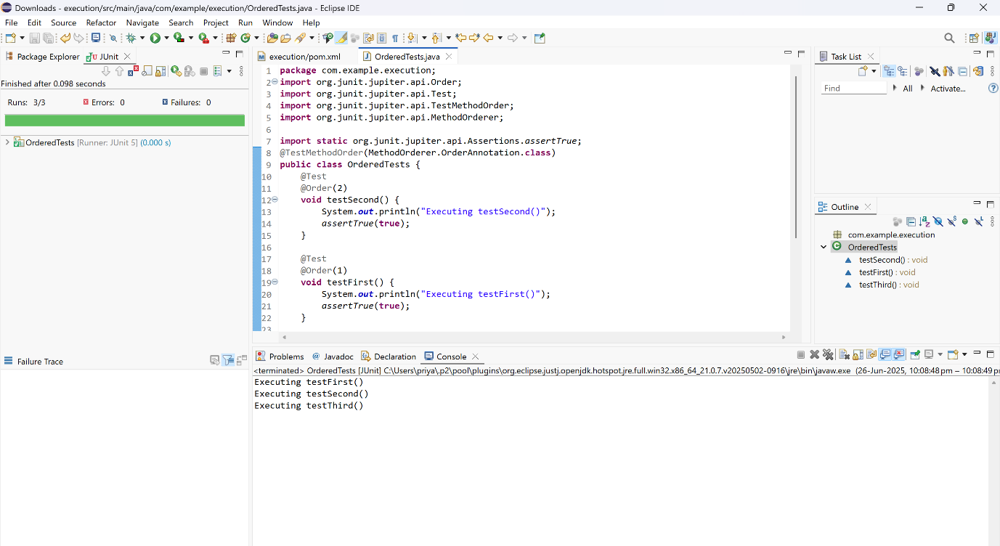 Downloads - execution/src/main/java/com/example/execution/OrderedTests.java - Eclipse IDE
File Edit Source Refactor Navigate Search Project Run Window Help
Package Explorer JUnit
Finished after 0.098 seconds
Runs: 3/3 Errors: 0 Failures: 0
OrderedTests [Runner: JUnit 5] (0.000 s)
Failure Trace
execution/pom.xml OrderedTests.java
1 package com.example.execution;
2 import org.junit.jupiter.api.Order;
3 import org.junit.jupiter.api.Test;
4 import org.junit.jupiter.api.TestMethodOrder;
5 import org.junit.jupiter.api.MethodOrderer;
6
7 import static org.junit.jupiter.api.Assertions.assertTrue;
8 @TestMethodOrder(MethodOrderer.OrderAnnotation.class)
9 public class OrderedTests {
10 @Test
11 @Order(2)
12 void testSecond() {
13 System.out.println("Executing testSecond()");
14 assertTrue(true);
15 }
16
17 @Test
18 @Order(1)
19 void testFirst() {
20 System.out.println("Executing testFirst()");
21 assertTrue(true);
22 }
23
Task List
Find All Activate...
Outline
com.example.execution
OrderedTests
testSecond() : void
testFirst() : void
testThird() : void
Problems Javadoc Declaration Console
<terminated> OrderedTests [JUnit] C:\Users\priya\.p2\pool\plugins\org.eclipse.justj.openjdk.hotspot.jre.full.win32.x86_64_21.0.7.v20250502-0916\jre\bin\javaw.exe (26-Jun-2025, 10:08:48 pm – 10:08:49 p
Executing testFirst()
Executing testSecond()
Executing testThird()